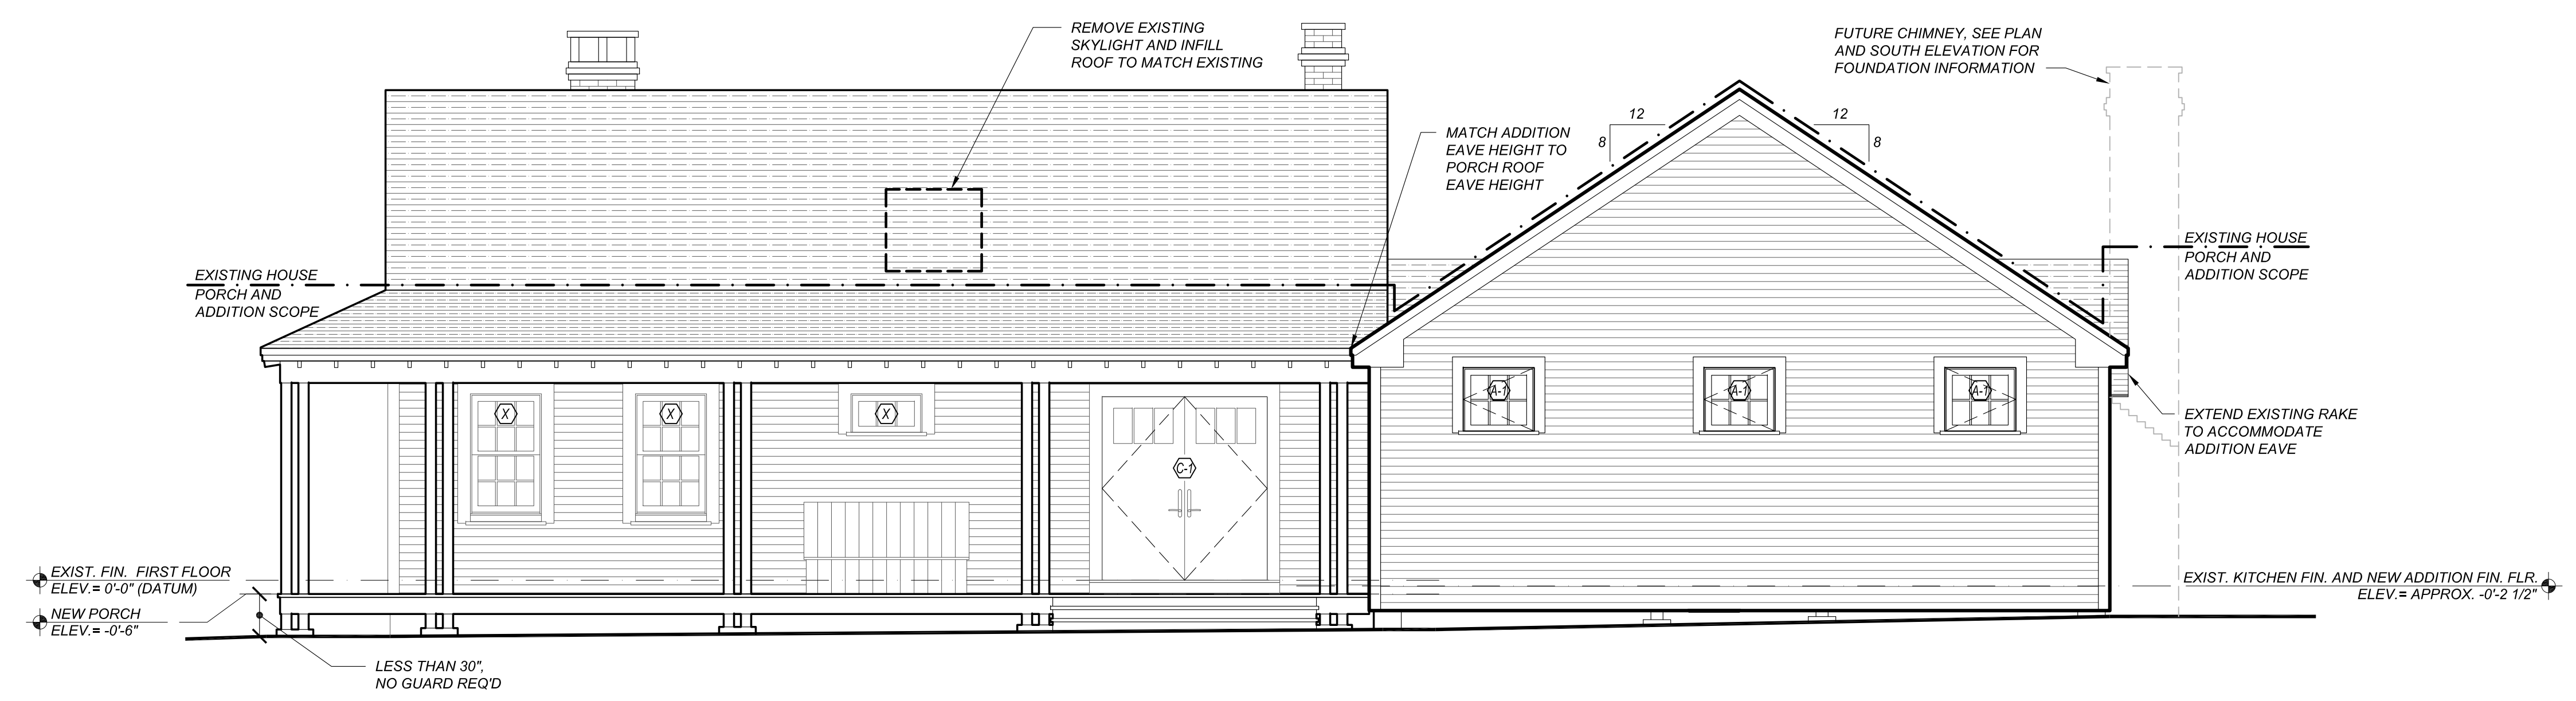 REMOVE EXISTING
SKYLIGHT AND INFILL
ROOF TO MATCH EXISTING
FUTURE CHIMNEY, SEE PLAN
AND SOUTH ELEVATION FOR
FOUNDATION INFORMATION
12
8
12
8
MATCH ADDITION
EAVE HEIGHT TO
PORCH ROOF
EAVE HEIGHT
EXISTING HOUSE
PORCH AND
ADDITION SCOPE
EXISTING HOUSE
PORCH AND
ADDITION SCOPE
X
X
X
C-1
A-1
A-1
A-1
EXTEND EXISTING RAKE
TO ACCOMMODATE
ADDITION EAVE
EXIST. FIN. FIRST FLOOR
ELEV.= 0'-0" (DATUM)
NEW PORCH
ELEV.= -0'-6"
EXIST. KITCHEN FIN. AND NEW ADDITION FIN. FLR.
ELEV.= APPROX. -0'-2 1/2"
LESS THAN 30",
NO GUARD REQ'D